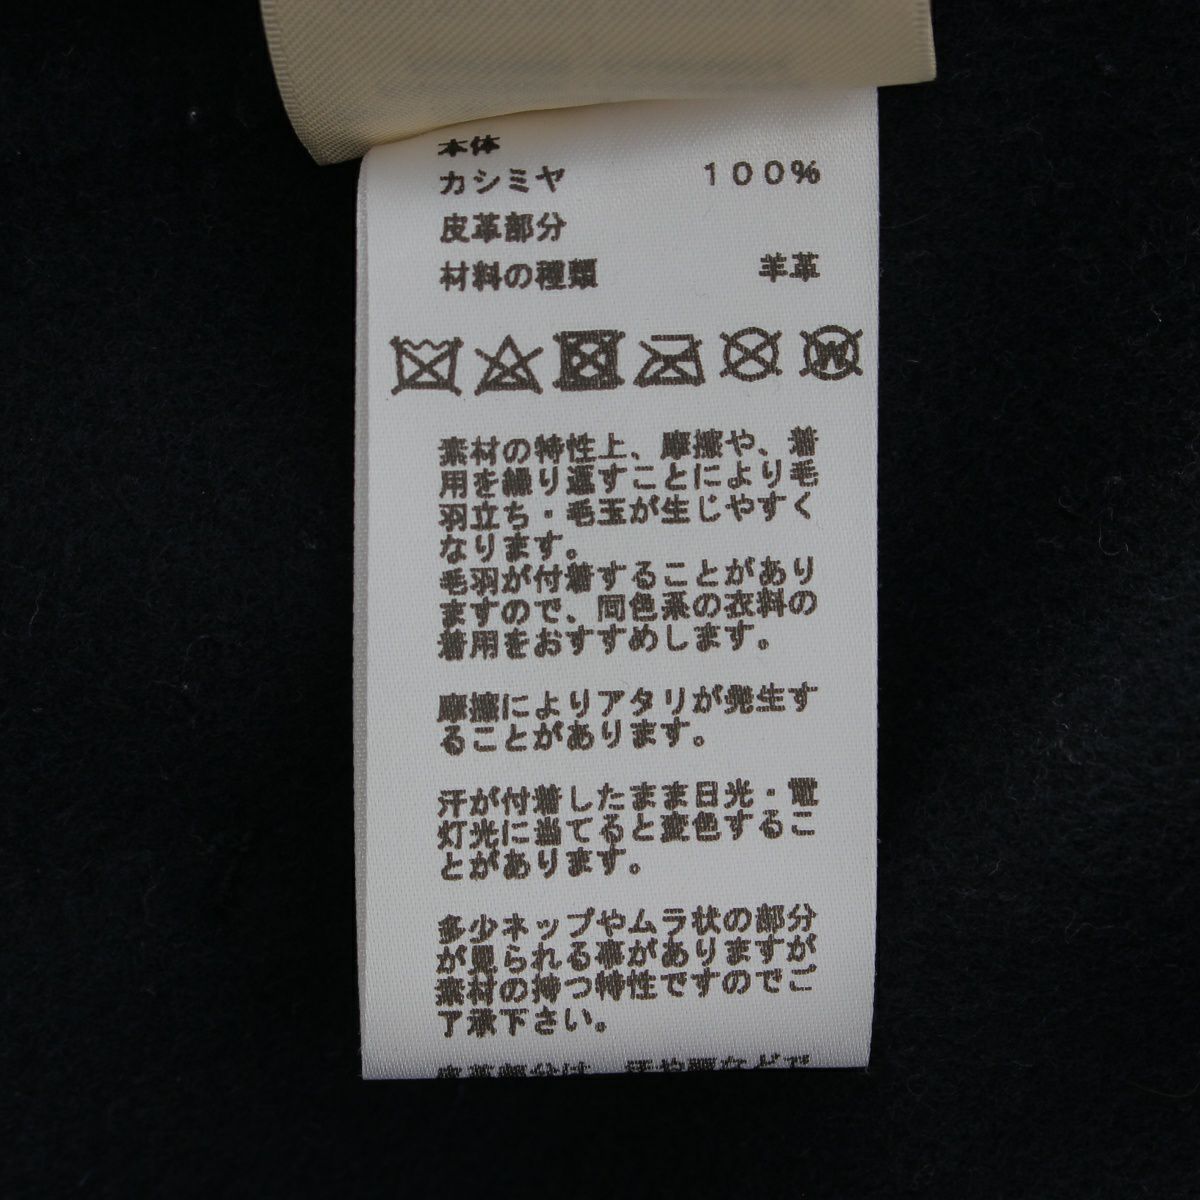 本体
カシミヤ １００％
皮革部分
材料の種類 羊革
W
素材の特性上、摩擦や、着
用を繰り返すことにより毛
羽立ち・毛玉が生じやすく
なります。
毛羽が付着することがあり
ますので、同色系の衣料の
着用をおすすめします。
摩擦によりアタリが発生す
ることがあります。
汗が付着したまま日光・電
灯光に当てると変色するこ
とがあります。
多少ネップやムラ状の部分
が見られる事がありますが
素材の持つ特性ですのでご
了承下さい。